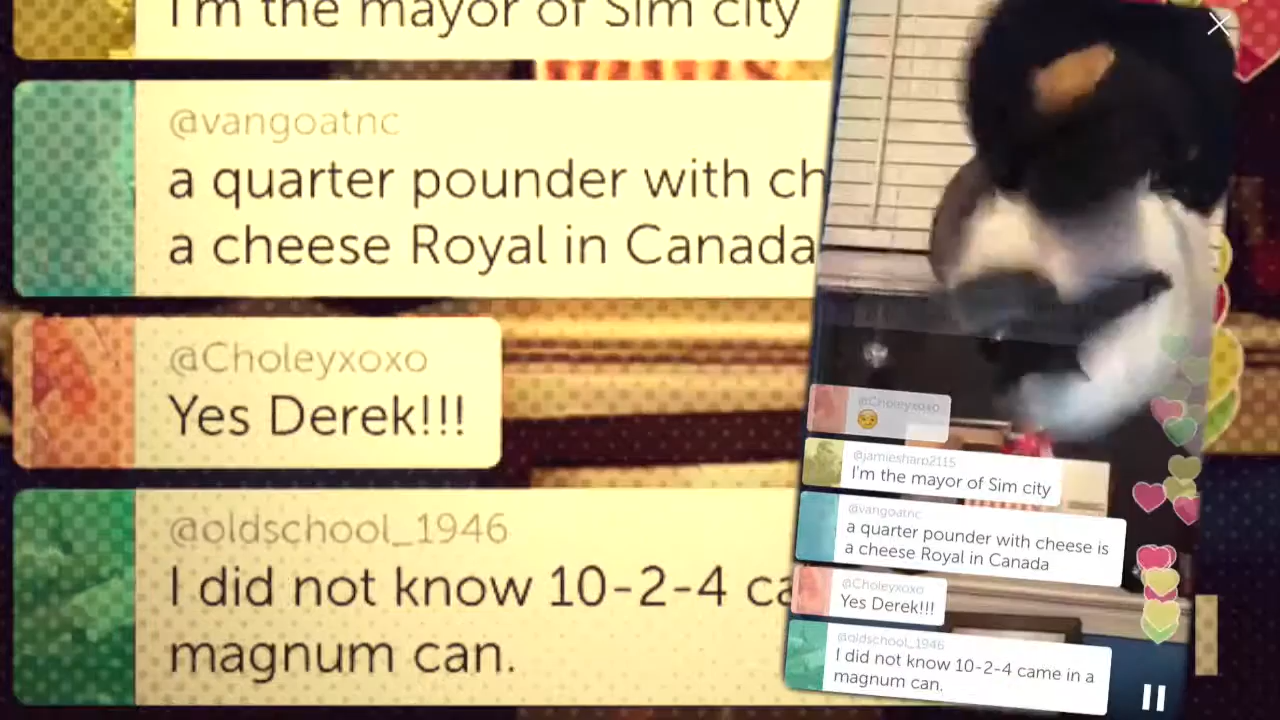 I'm the mayor of Sim city
@vangoatnc
a quarter pounder with ch
a cheese Royal in Canada
@Choleyxoxo
Yes Derek!!!
@oldschool_1946
I did not know 10-2-4 ca
magnum can.
@Choleyxoxo
@jamiesharp2115
I'm the mayor of Sim city
@vangoatnc
a quarter pounder with cheese is
a cheese Royal in Canada
@Choleyxoxo
Yes Derek!!!
@oldschool_1946
I did not know 10-2-4 came in a
magnum can.